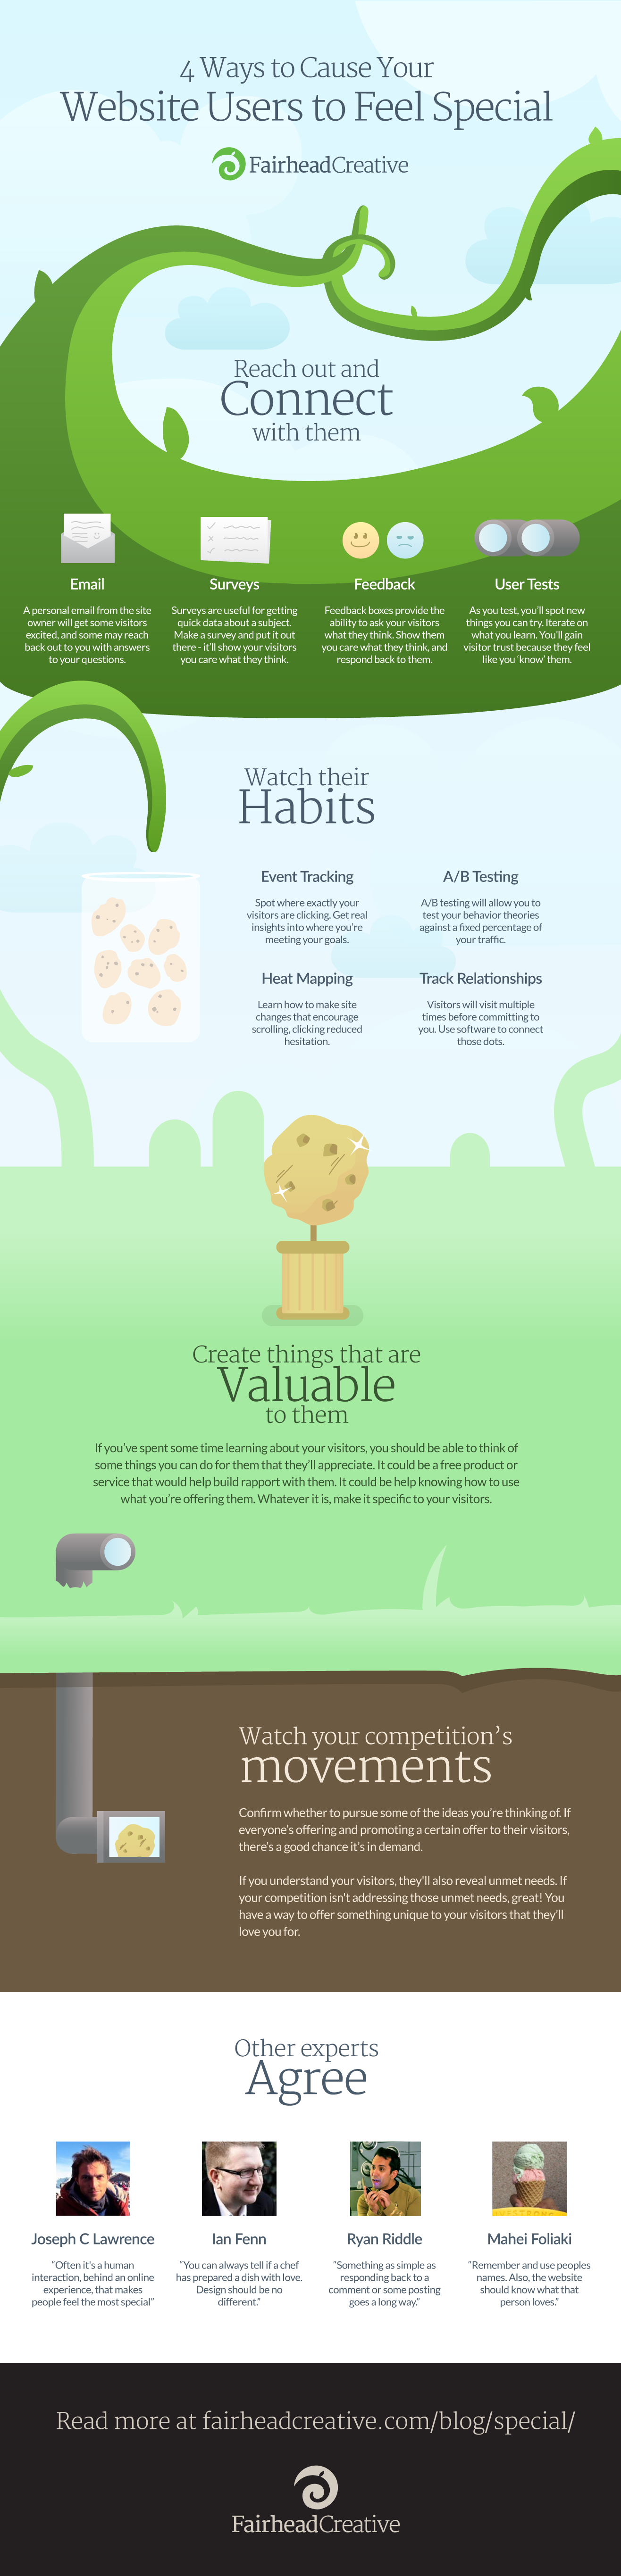 4 Ways to Cause Your
Website Users to Feel Special
FairheadCreative
Reach out and
Connect
with them
Email
A personal email from the site
owner will get some visitors
excited, and some may reach
back out to you with answers
to your questions.
Surveys
Surveys are useful for getting
quick data about a subject.
Make a survey and put it out
there - it'll show your visitors
you care what they think.
Feedback
Feedback boxes provide the
ability to ask your visitors
what they think. Show them
you care what they think, and
respond back to them.
User Tests
As you test, you'll spot new
things you can try. Iterate on
what you learn. You'll gain
visitor trust because they feel
like you 'know' them.
Watch their
Habits
Event Tracking
Spot where exactly your
visitors are clicking. Get real
insights into where you're
meeting your goals.
A/B Testing
A/B testing will allow you to
test your behavior theories
against a fixed percentage of
your traffic.
Heat Mapping
Learn how to make site
changes that encourage
scrolling, clicking reduced
hesitation.
Track Relationships
Visitors will visit multiple
times before committing to
you. Use software to connect
those dots.
Create things that are
Valuable
to them
If you've spent some time learning about your visitors, you should be able to think of
some things you can do for them that they'll appreciate. It could be a free product or
service that would help build rapport with them. It could be help knowing how to use
what you're offering them. Whatever it is, make it specific to your visitors.
Watch your competition's
movements
Confirm whether to pursue some of the ideas you're thinking of. If
everyone's offering and promoting a certain offer to their visitors,
there's a good chance it's in demand.
If you understand your visitors, they'll also reveal unmet needs. If
your competition isn't addressing those unmet needs, great! You
have a way to offer something unique to your visitors that they'll
love you for.
Other experts
Agree
Joseph C Lawrence
"Often it's a human
interaction, behind an online
experience, that makes
people feel the most special"
Ian Fenn
"You can always tell if a chef
has prepared a dish with love.
Design should be no
different."
Ryan Riddle
"Something as simple as
responding back to a
comment or some posting
goes a long way."
Mahei Foliaki
"Remember and use peoples
names. Also, the website
should know what that
person loves."
Read more at fairheadcreative.com/blog/special/
FairheadCreative